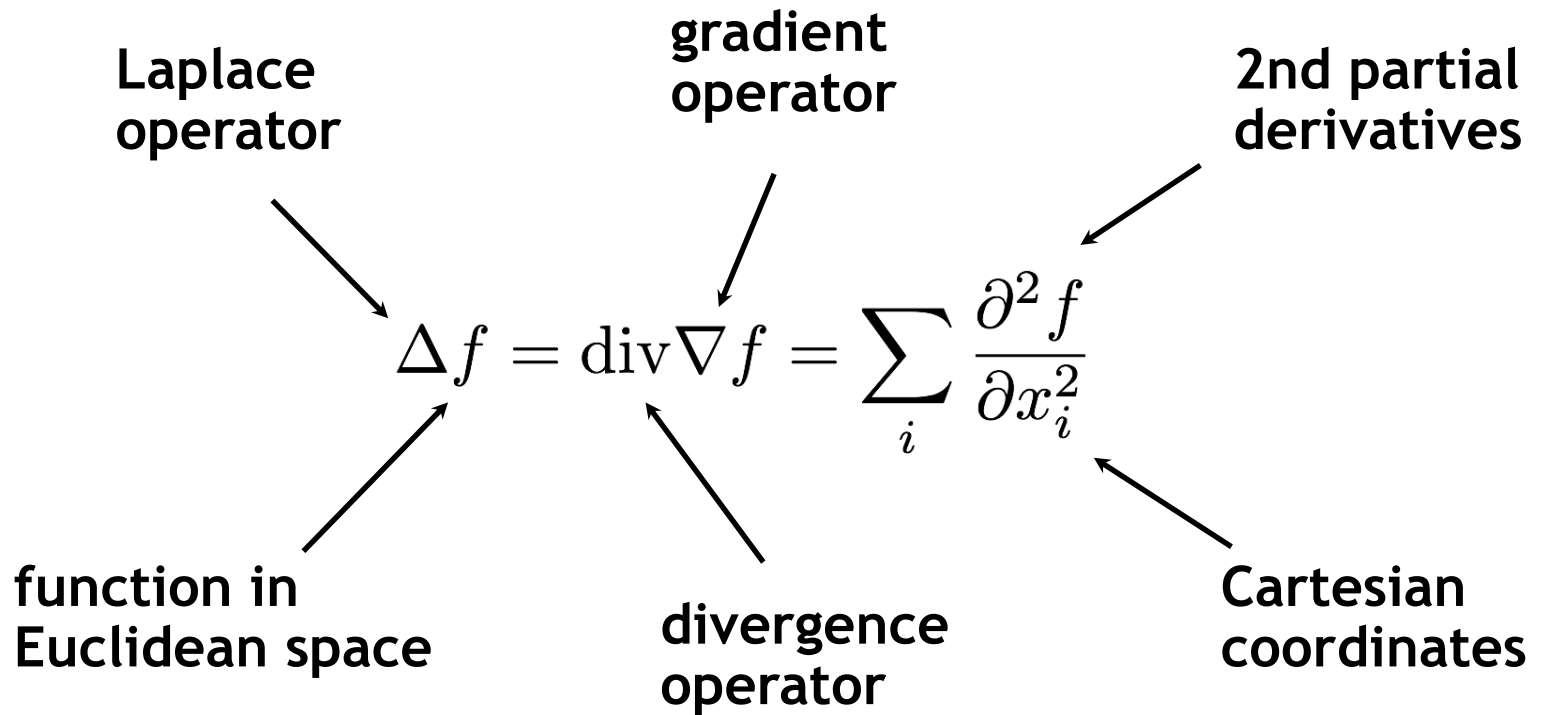 gradient
operator
Laplace
operator
2nd partial
derivatives
Δf = div∇f = ∑_i ∂²f/∂x_i²
function in
Euclidean space
divergence
operator
Cartesian
coordinates